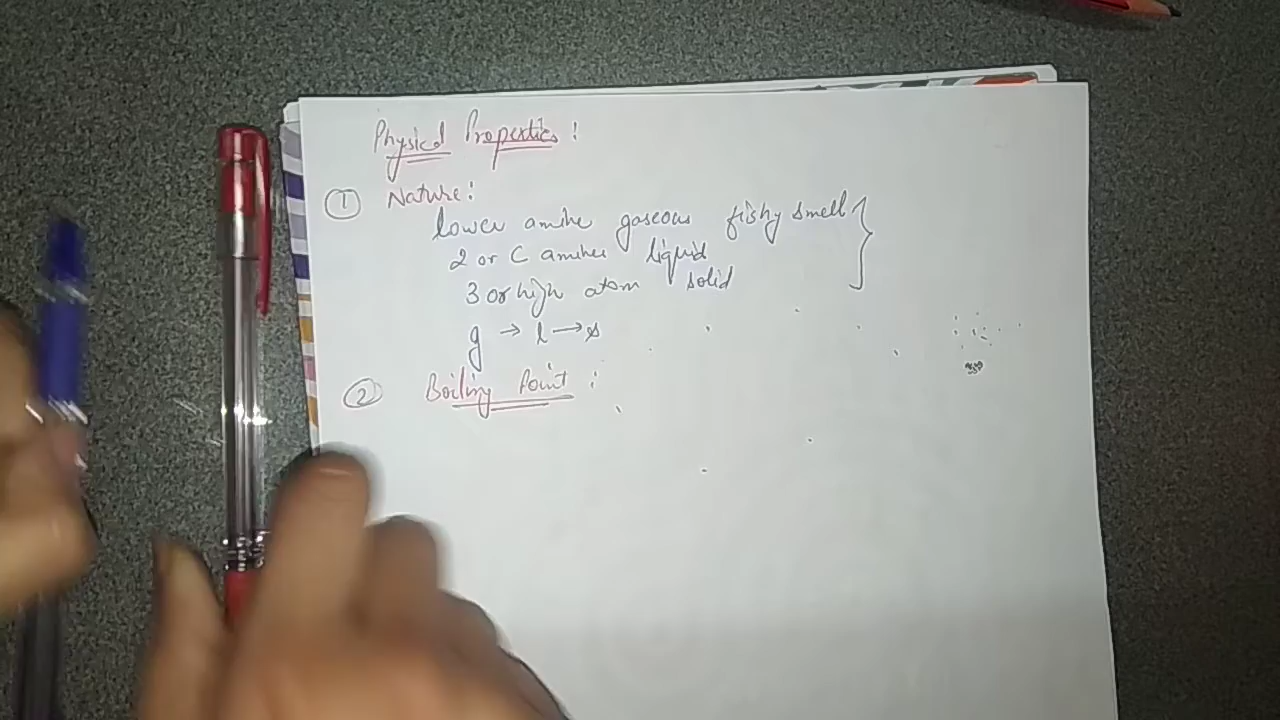 Physical Properties :
① Nature :
lower amine gaseous fishy smell }
2 or C amines liquid
3 or high atom solid
g → l → s
② Boiling Point :